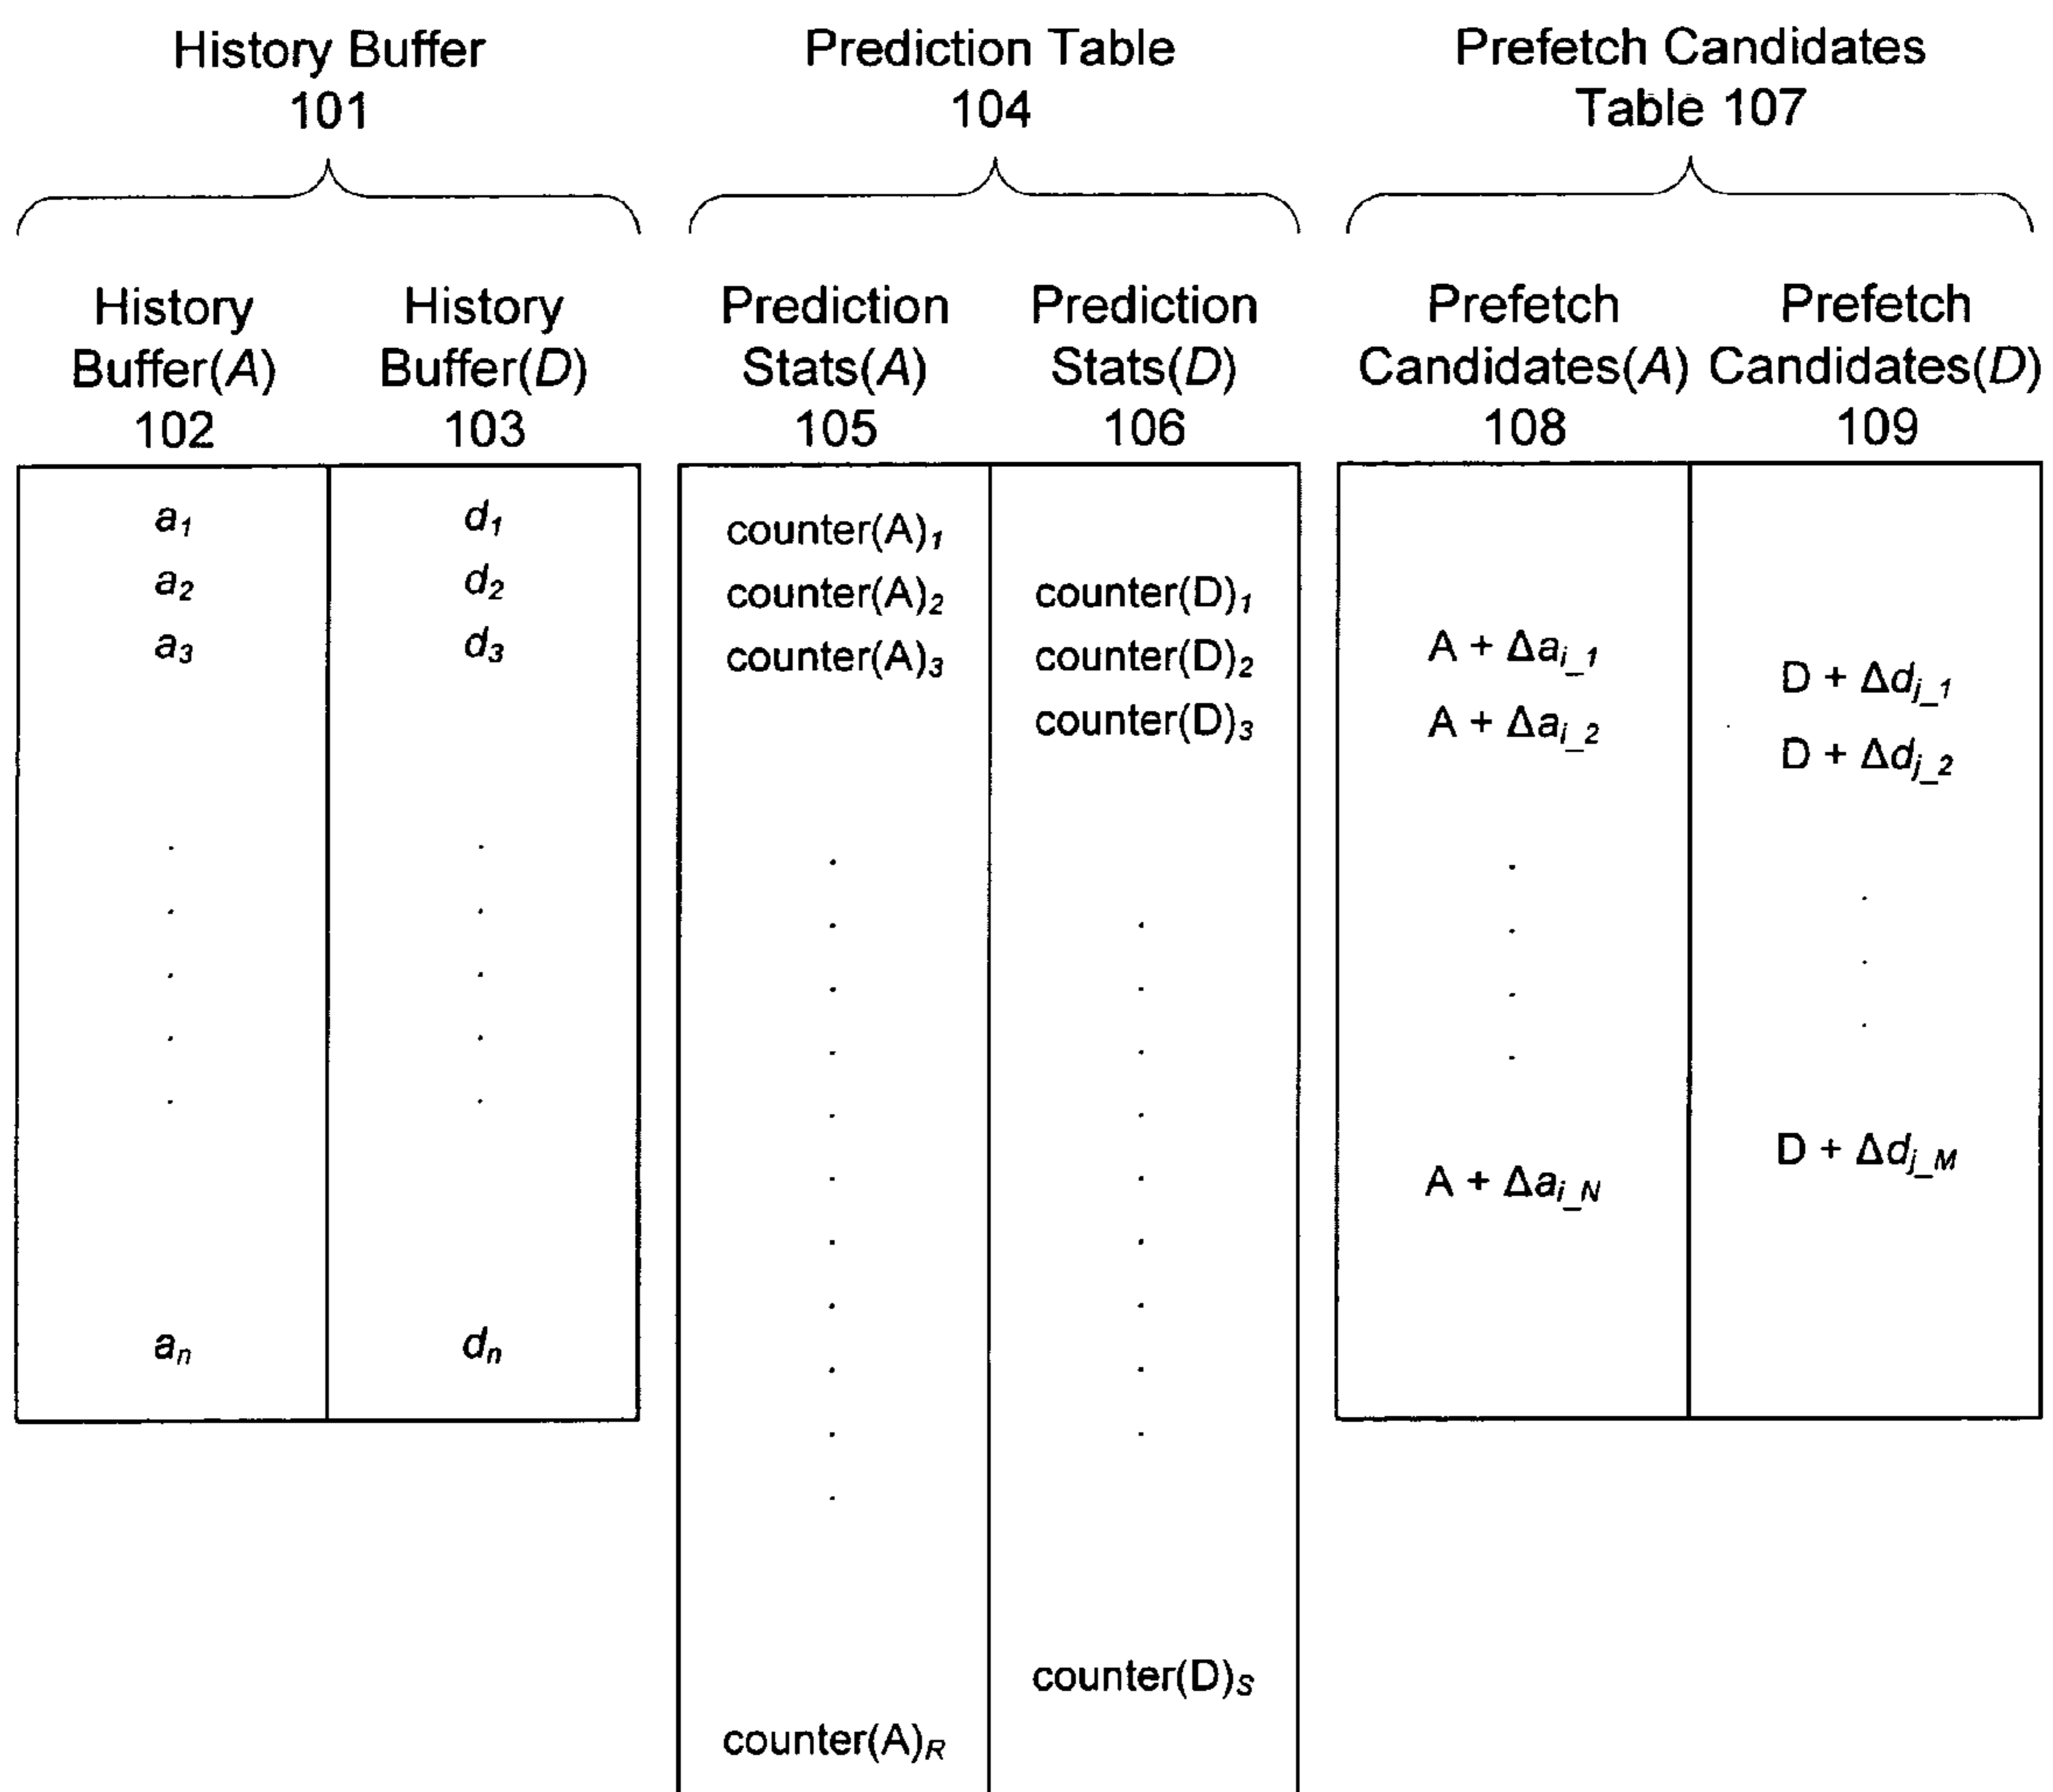 History Buffer
101
Prediction Table
104
Prefetch Candidates
Table 107
History
Buffer(A)
102
History
Buffer(D)
103
Prediction
Stats(A)
105
Prediction
Stats(D)
106
Prefetch
Candidates(A)
108
Prefetch
Candidates(D)
109
a1
a2
a3
.
.
.
.
.
an
d1
d2
d3
.
.
.
.
.
dn
counter(A)1
counter(A)2
counter(A)3
.
.
.
.
.
.
.
.
.
.
.
counter(A)R
counter(D)1
counter(D)2
counter(D)3
.
.
.
.
.
.
.
.
.
counter(D)S
A + Δai_1
A + Δai_2
.
.
.
.
A + Δai_N
D + Δdj_1
D + Δdj_2
.
.
.
D + Δdj_M